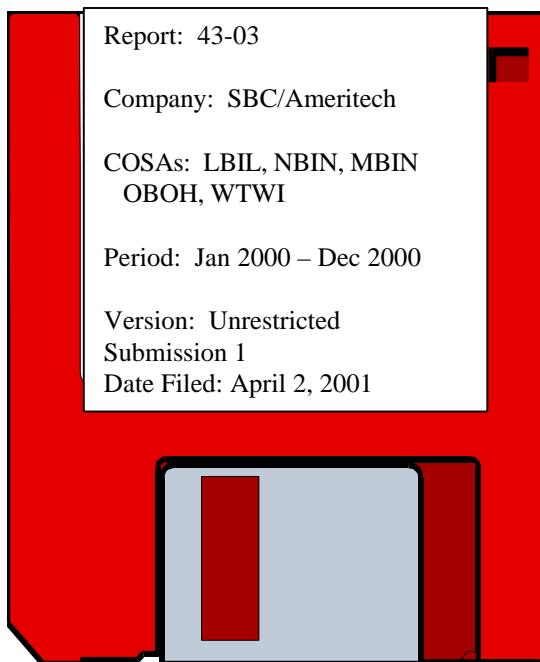 Report: 43-03
Company: SBC/Ameritech
COSAs: LBIL, NBIN, MBIN
OBOH, WTWI
Period: Jan 2000 – Dec 2000
Version: Unrestricted
Submission 1
Date Filed: April 2, 2001